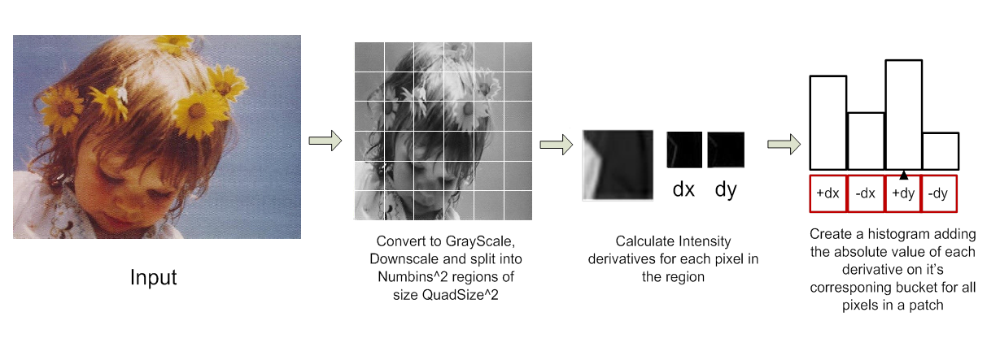 Input
Convert to GrayScale,
Downscale and split into
Numbins^2 regions of
size QuadSize^2
dx dy
Calculate Intensity
derivatives for each pixel in
the region
+dx -dx +dy -dy
Create a histogram adding
the absolute value of each
derivative on it's
corresponing bucket for all
pixels in a patch